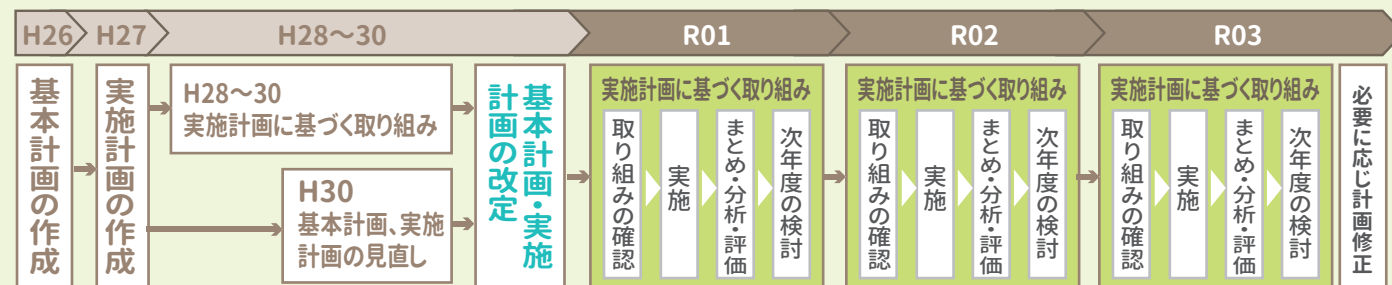 H26
H27
H28～30
R01
R02
R03
基本計画の作成
実施計画の作成
H28～30
実施計画に基づく取り組み
H30
基本計画、実施
計画の見直し
基本計画・実施
計画の改定
実施計画に基づく取り組み
取り組みの確認
実施
まとめ・分析・評価
次年度の検討
実施計画に基づく取り組み
取り組みの確認
実施
まとめ・分析・評価
次年度の検討
実施計画に基づく取り組み
取り組みの確認
実施
まとめ・分析・評価
次年度の検討
必要に応じ計画修正